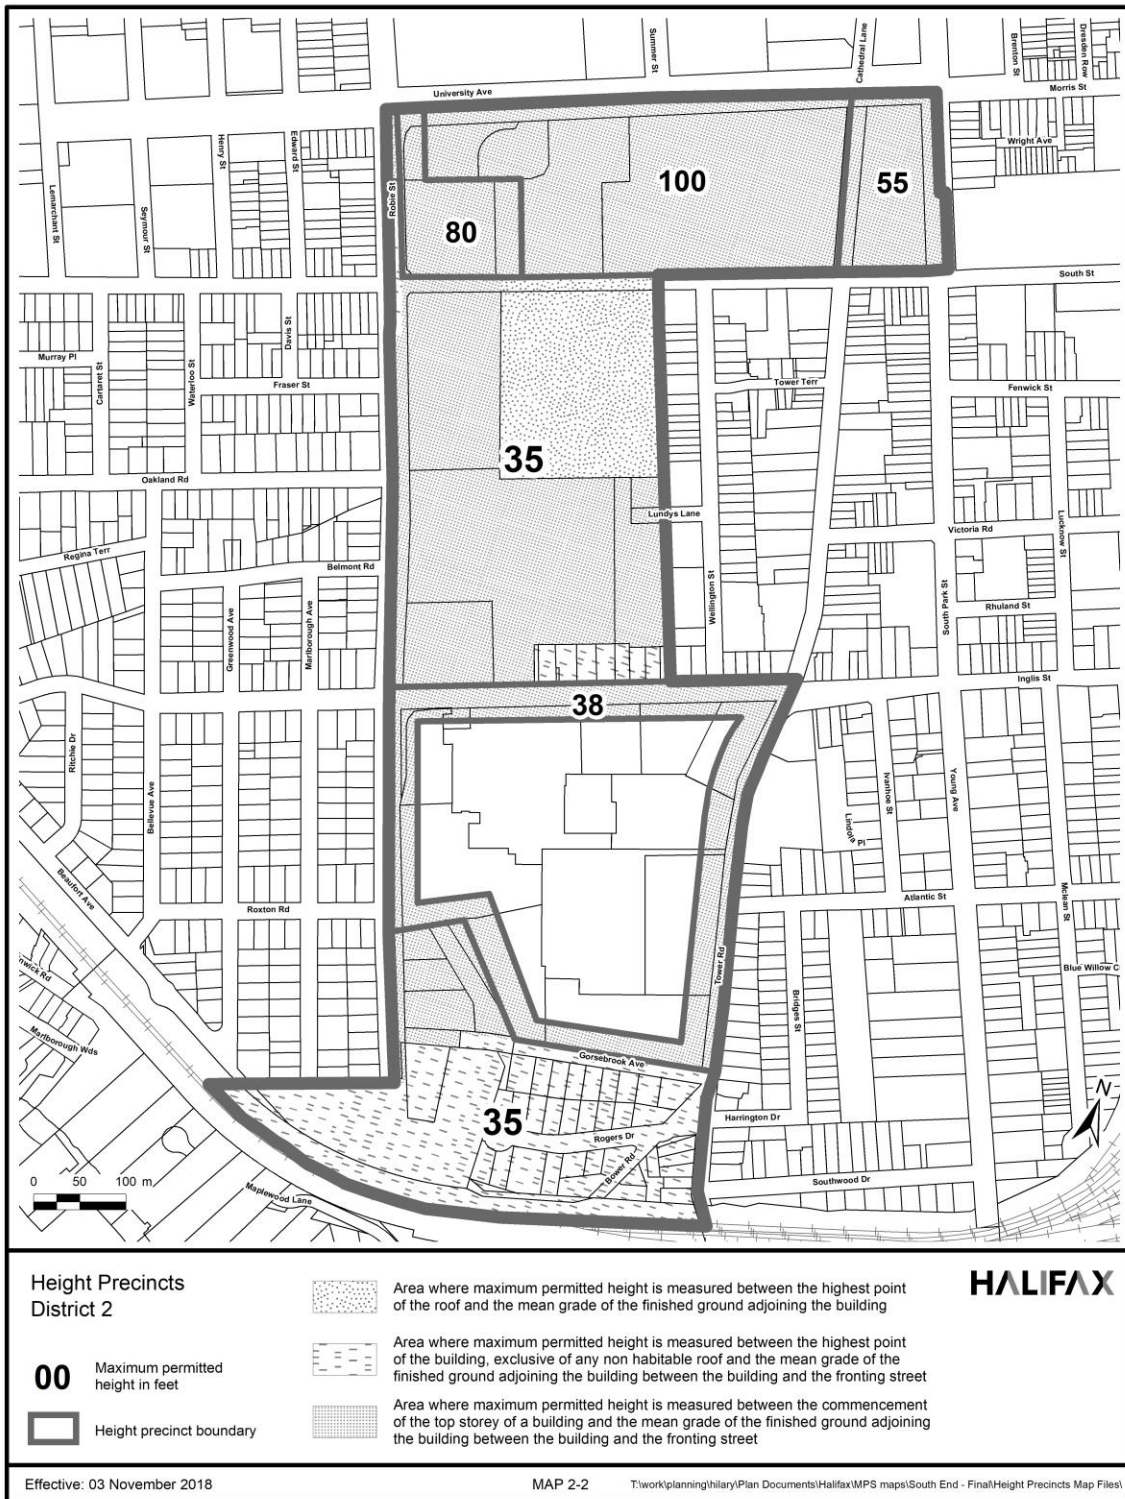 Summer St
Cathedral Lane
Brenton St
Dresden Row
University Ave
Morris St
Wright Ave
Henry St
Edward St
Lemarchant St
Seymour St
Robie St
100
55
80
South St
Murray Pl
Cartaret St
Waterloo St
Davis St
Fraser St
Tower Terr
Fenwick St
35
Oakland Rd
Lundys Lane
Victoria Rd
Lucknow St
Regina Terr
Belmont Rd
Greenwood Ave
Marlborough Ave
Wellington St
South Park St
Rhuland St
Inglis St
38
Ritchie Dr
Bellevue Ave
Ivanhoe St
Young Ave
Lindola Pl
Beaufort Ave
Roxton Rd
Atlantic St
Mclean St
Tower Rd
Bridges St
Blue Willow C
nwick Rd
Marlborough Wds
Gorsebrook Ave
35
Rogers Dr
Bower Rd
Harrington Dr
Southwood Dr
Maplewood Lane
N
0 50 100 m
Height Precincts
District 2
00 Maximum permitted
height in feet
Height precinct boundary
Area where maximum permitted height is measured between the highest point
of the roof and the mean grade of the finished ground adjoining the building
Area where maximum permitted height is measured between the highest point
of the building, exclusive of any non habitable roof and the mean grade of the
finished ground adjoining the building between the building and the fronting street
Area where maximum permitted height is measured between the commencement
of the top storey of a building and the mean grade of the finished ground adjoining
the building between the building and the fronting street
HALIFAX
Effective: 03 November 2018
MAP 2-2
T:\work\planning\hilary\Plan Documents\Halifax\MPS maps\South End - Final\Height Precincts Map Files\